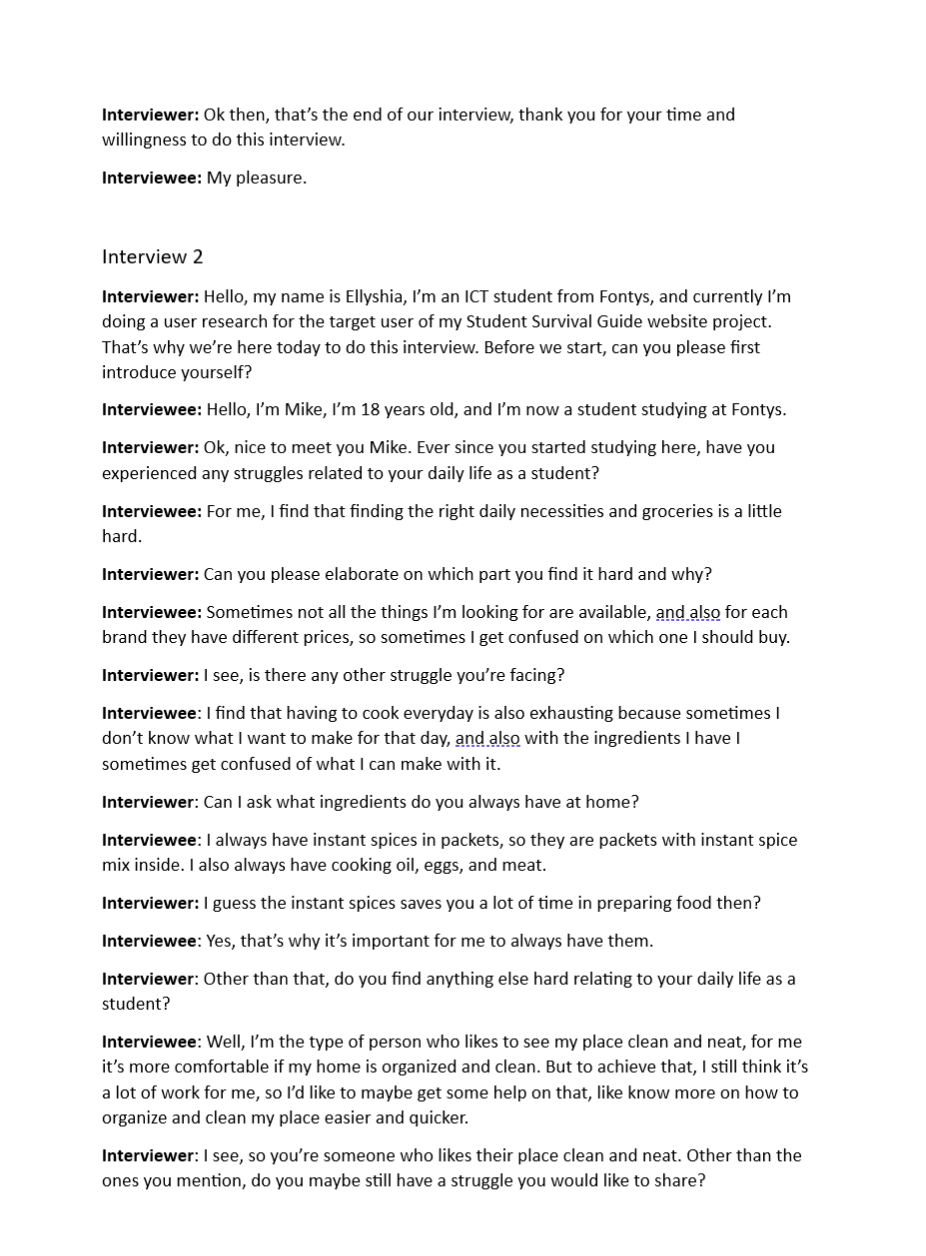 Interviewer: Ok then, that’s the end of our interview, thank you for your time and
willingness to do this interview.
Interviewee: My pleasure.
Interview 2
Interviewer: Hello, my name is Ellyshia, I’m an ICT student from Fontys, and currently I’m
doing a user research for the target user of my Student Survival Guide website project.
That’s why we’re here today to do this interview. Before we start, can you please first
introduce yourself?
Interviewee: Hello, I’m Mike, I’m 18 years old, and I’m now a student studying at Fontys.
Interviewer: Ok, nice to meet you Mike. Ever since you started studying here, have you
experienced any struggles related to your daily life as a student?
Interviewee: For me, I find that finding the right daily necessities and groceries is a little
hard.
Interviewer: Can you please elaborate on which part you find it hard and why?
Interviewee: Sometimes not all the things I’m looking for are available, and also for each
brand they have different prices, so sometimes I get confused on which one I should buy.
Interviewer: I see, is there any other struggle you’re facing?
Interviewee: I find that having to cook everyday is also exhausting because sometimes I
don’t know what I want to make for that day, and also with the ingredients I have I
sometimes get confused of what I can make with it.
Interviewer: Can I ask what ingredients do you always have at home?
Interviewee: I always have instant spices in packets, so they are packets with instant spice
mix inside. I also always have cooking oil, eggs, and meat.
Interviewer: I guess the instant spices saves you a lot of time in preparing food then?
Interviewee: Yes, that’s why it’s important for me to always have them.
Interviewer: Other than that, do you find anything else hard relating to your daily life as a
student?
Interviewee: Well, I’m the type of person who likes to see my place clean and neat, for me
it’s more comfortable if my home is organized and clean. But to achieve that, I still think it’s
a lot of work for me, so I’d like to maybe get some help on that, like know more on how to
organize and clean my place easier and quicker.
Interviewer: I see, so you’re someone who likes their place clean and neat. Other than the
ones you mention, do you maybe still have a struggle you would like to share?